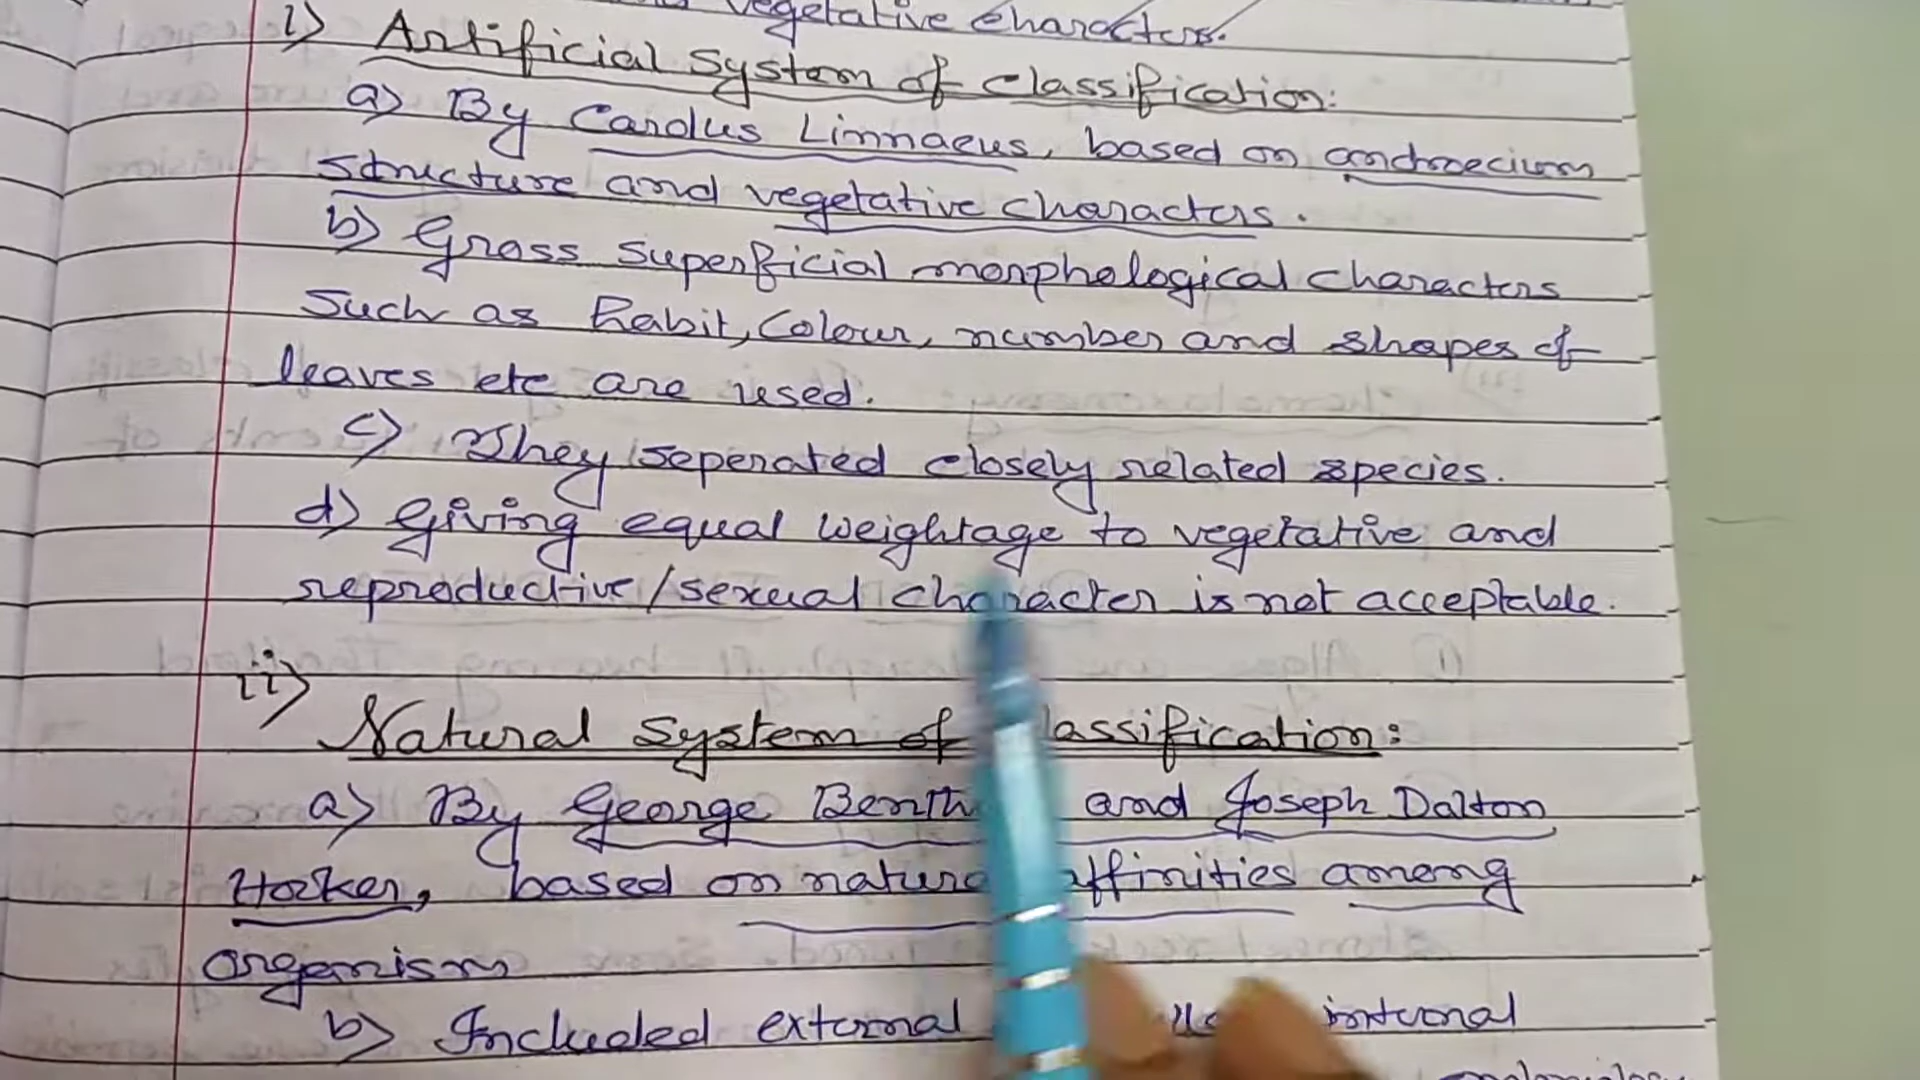 vegetative characters.
i) Artificial System of classification:
a) By Carolus Linnaeus, based on androecium
structure and vegetative characters.
b) Gross superficial morphological characters
Such as Habit, Colour, number and shapes of
leaves etc are used.
c) They seperated closely related species.
d) Giving equal weightage to vegetative and
reproductive/sexual character is not acceptable.
ii)
Natural System of lassification:
a) By George Benth and Joseph Dalton
Hooker, based on natura ffinities among
organism
b) Included external internal